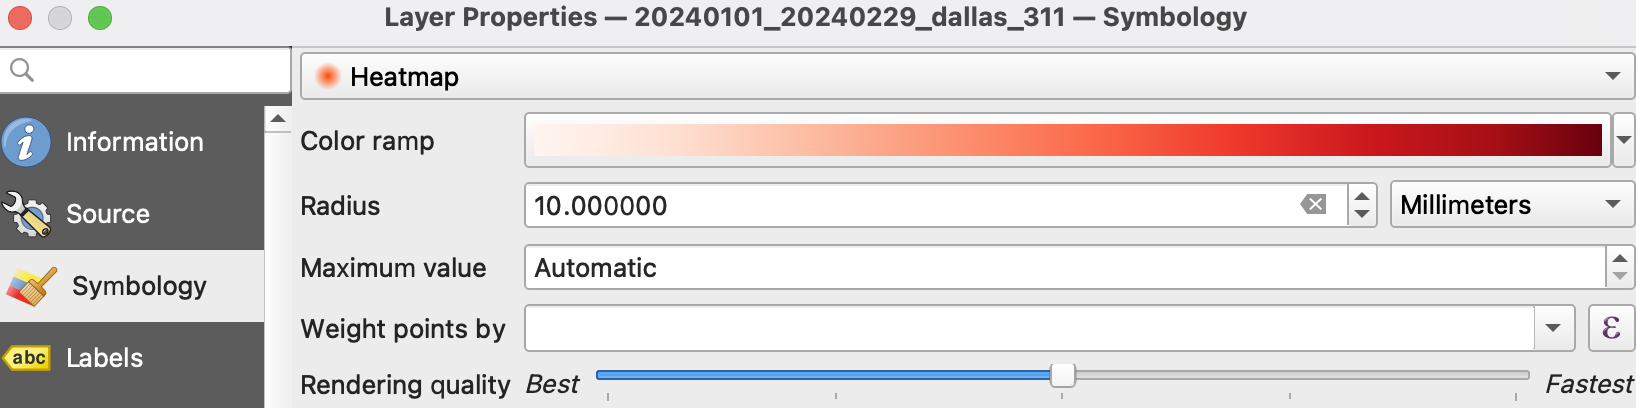 Layer Properties — 20240101_20240229_dallas_311 — Symbology
Heatmap
Information
Source
Symbology
abc Labels
Color ramp
Radius 10.000000 Millimeters
Maximum value Automatic
Weight points by ε
Rendering quality Best Fastest